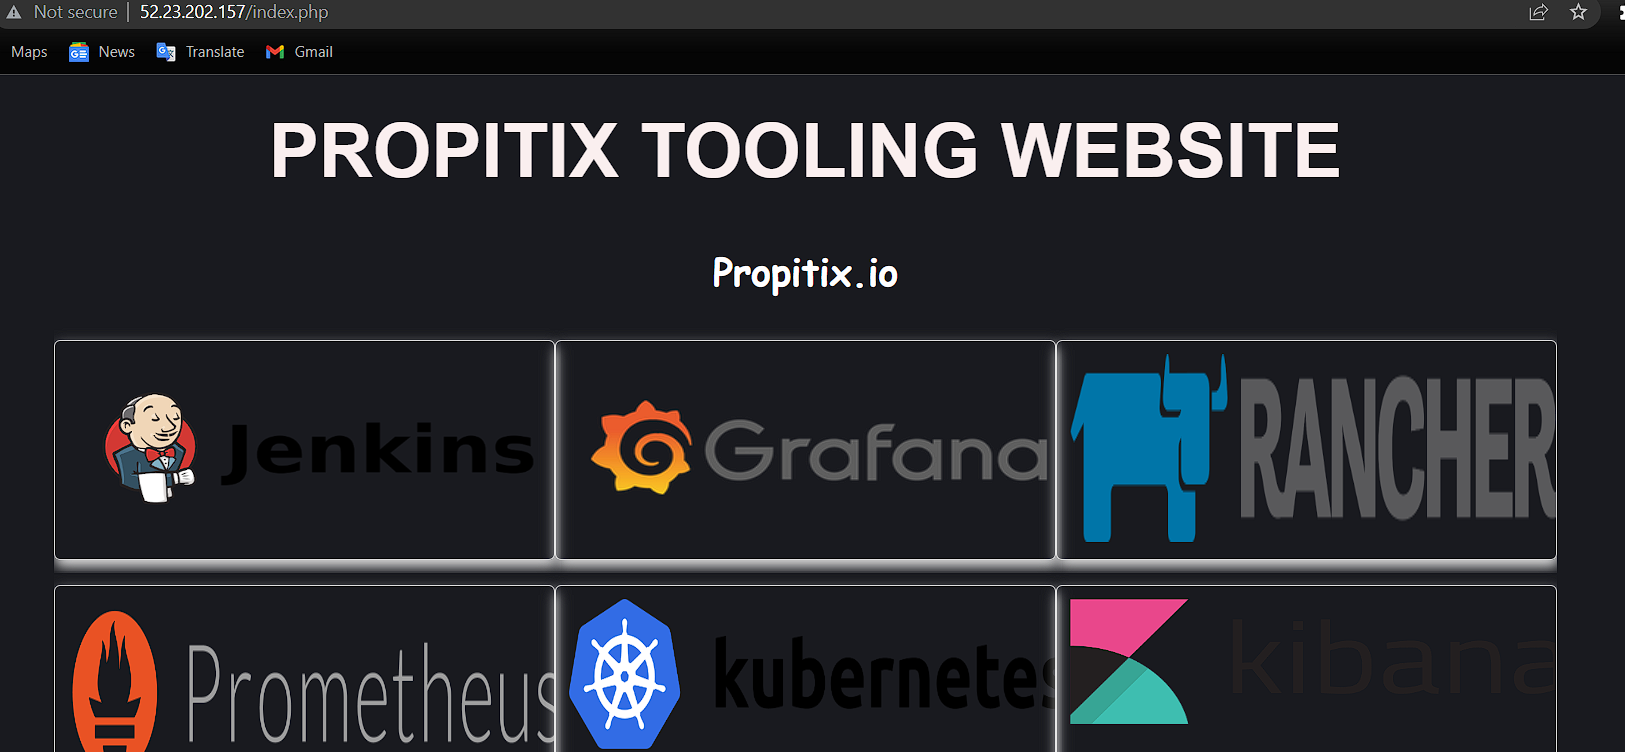 Not secure | 52.23.202.157/index.php
Maps News Translate Gmail
PROPITIX TOOLING WEBSITE
Propitix.io
Jenkins Grafana RANCHER
Prometheus kubernetes kibana